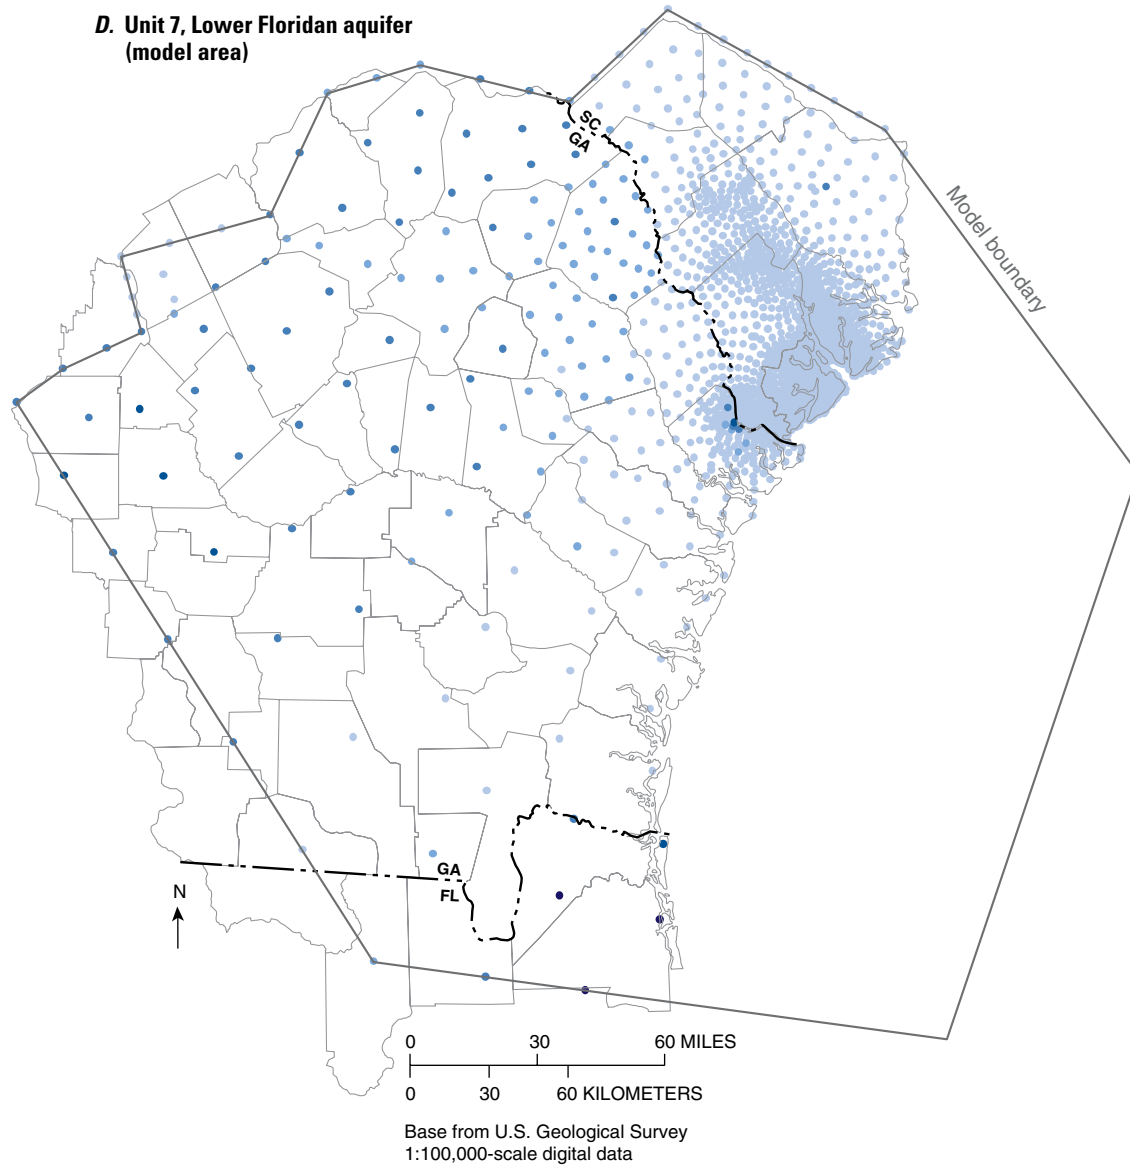 D. Unit 7, Lower Floridan aquifer
(model area)
SC
GA
Model boundary
GA
FL
N
0 30 60 MILES
0 30 60 KILOMETERS
Base from U.S. Geological Survey
1:100,000-scale digital data